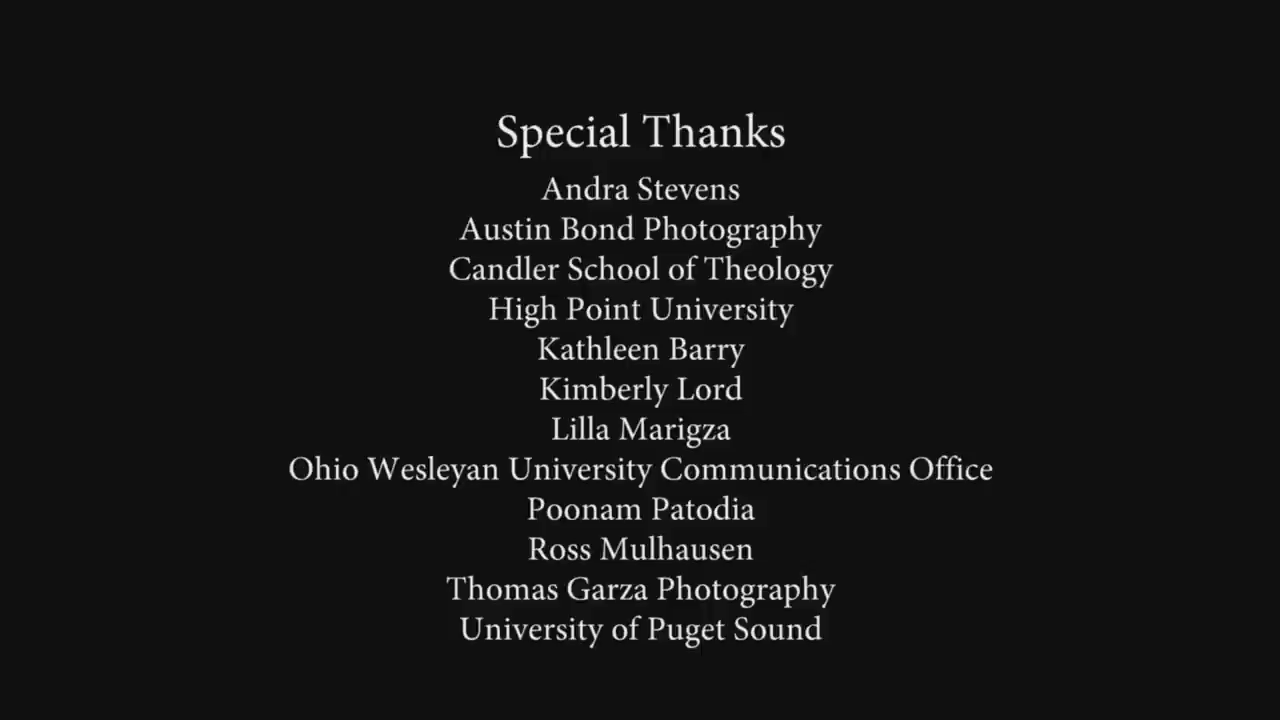 Special Thanks
Andra Stevens
Austin Bond Photography
Candler School of Theology
High Point University
Kathleen Barry
Kimberly Lord
Lilla Marigza
Ohio Wesleyan University Communications Office
Poonam Patodia
Ross Mulhausen
Thomas Garza Photography
University of Puget Sound